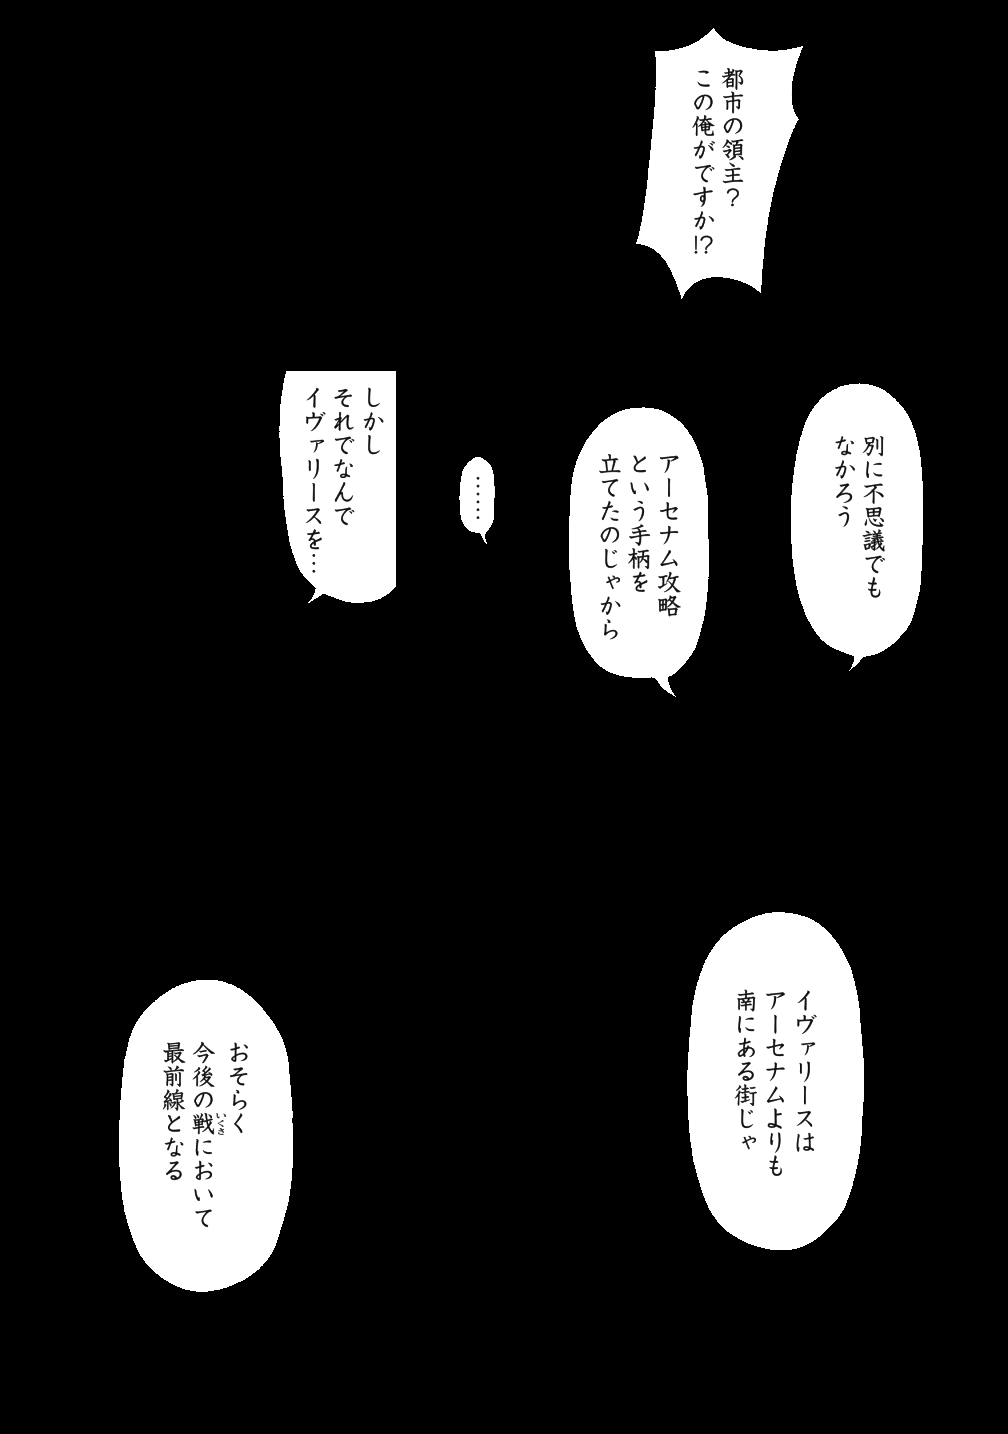 都市の領主？
この俺がですか!?
別に不思議でも
なかろう
アーセナム攻略
という手柄を
立てたのじゃから
……
しかし
それでなんで
イヴァリースを…
イヴァリースは
アーセナムよりも
南にある街じゃ
おそらく
今後の戦において
いくさ
最前線となる